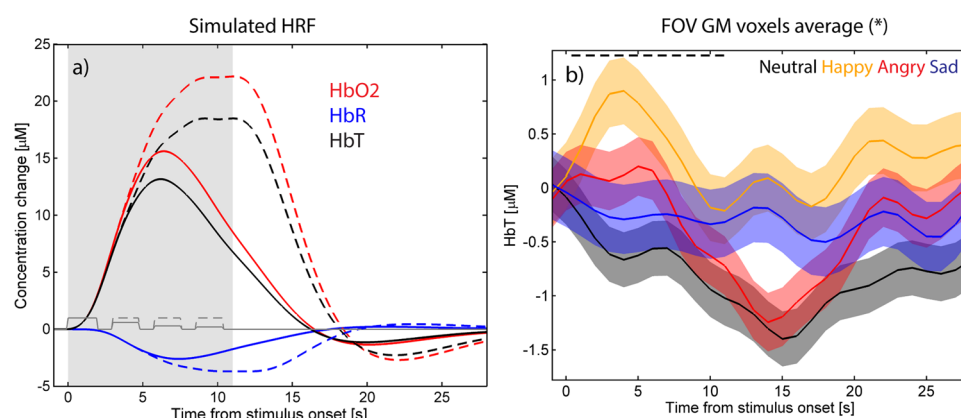 Simulated HRF
a)
HbO2
HbR
HbT
Concentration change [μM]
25
20
15
10
5
0
-5
0 5 10 15 20 25
Time from stimulus onset [s]
FOV GM voxels average (*)
b)
Neutral Happy Angry Sad
HbT [μM]
1
0.5
0
-0.5
-1
-1.5
0 5 10 15 20 25
Time from stimulus onset [s]